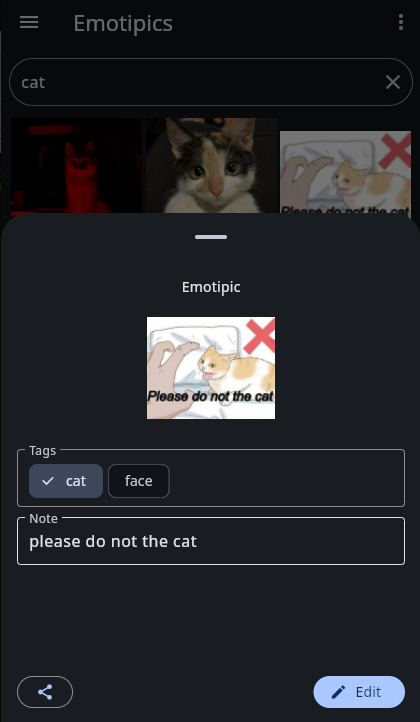 Emotipics
cat
Please do not the cat
Emotipic
Please do not the cat
Tags
cat
face
Note
please do not the cat
Edit